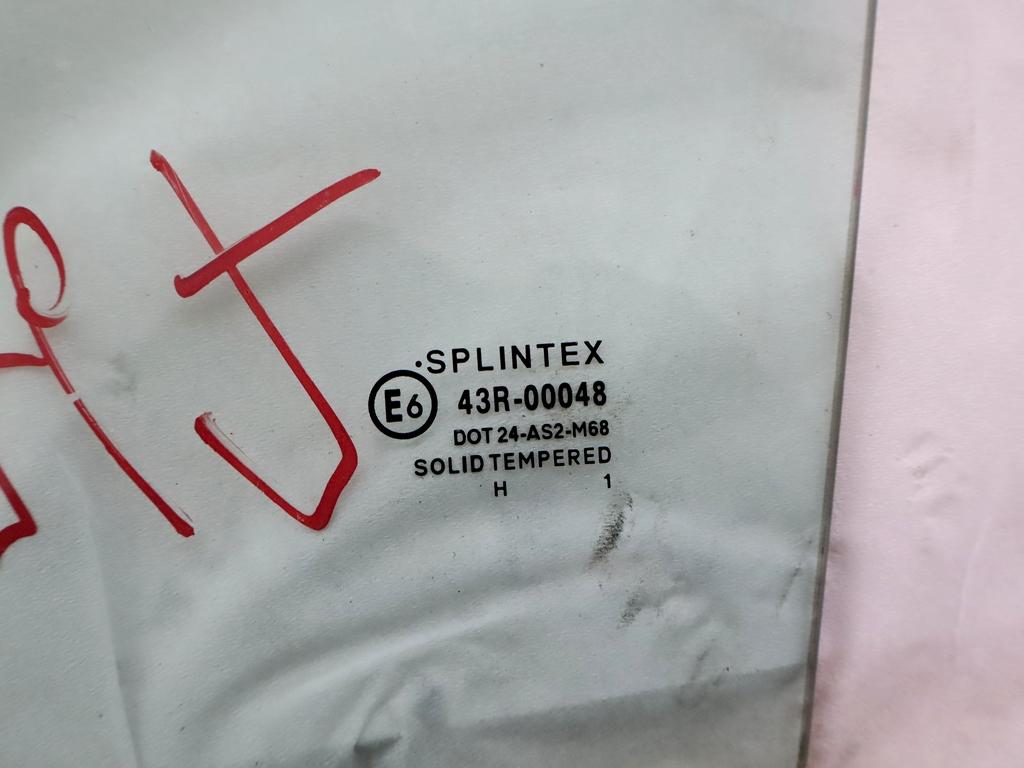 ·SPLINTEX
E6 43R-00048
DOT 24-AS2-M68
SOLID TEMPERED
H 1